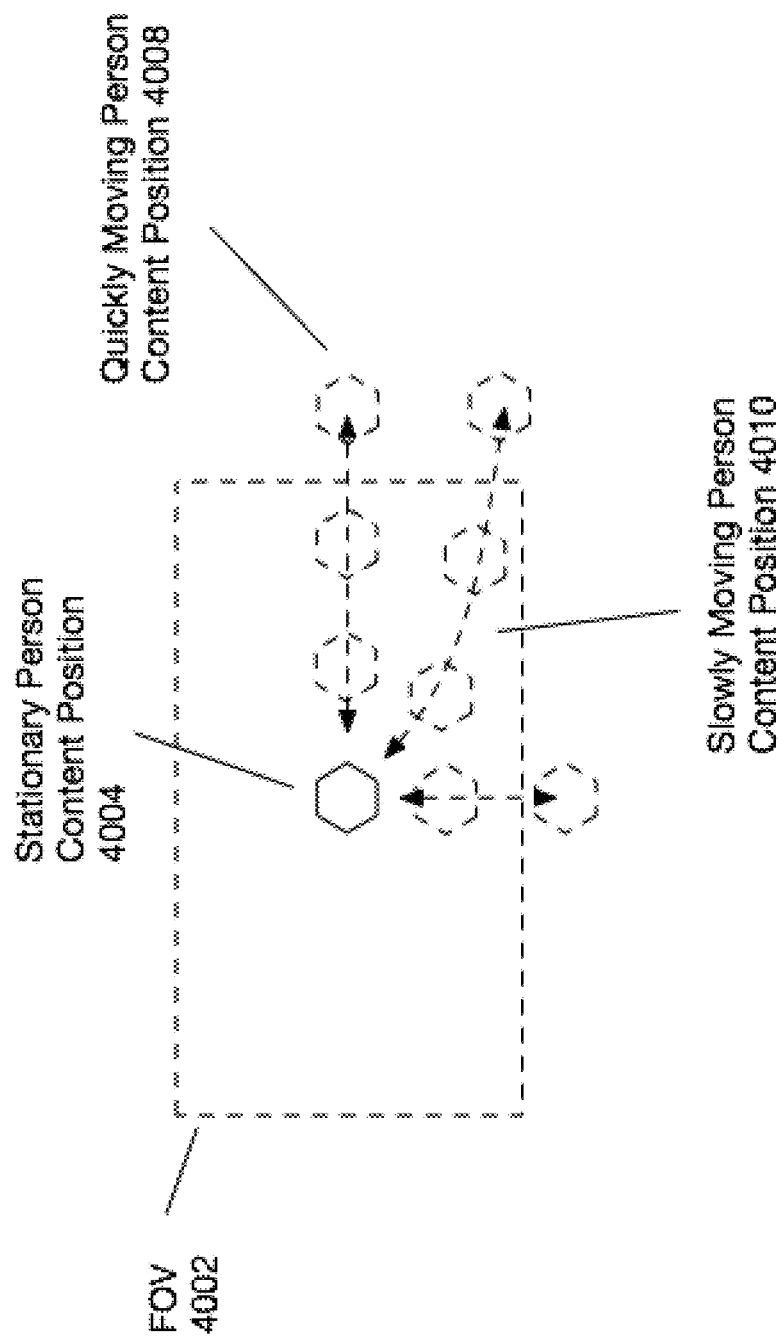 Quickly Moving Person
Content Position 4008
Stationary Person
Content Position
4004
Slowly Moving Person
Content Position 4010
FOV
4002